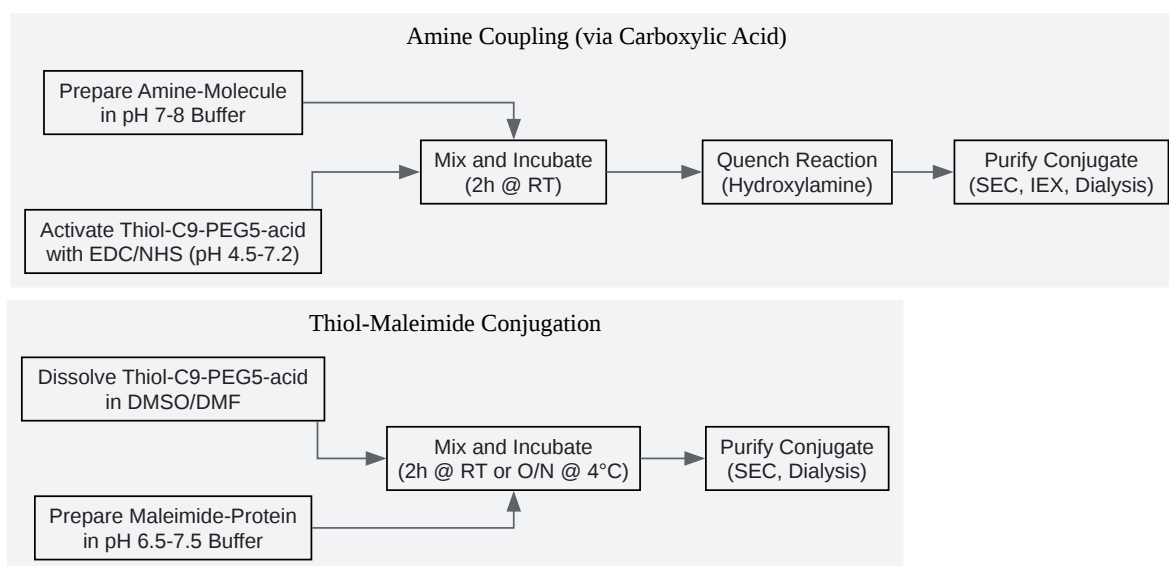 Amine Coupling (via Carboxylic Acid)
Prepare Amine-Molecule
in pH 7-8 Buffer
Mix and Incubate
(2h @ RT)
Quench Reaction
(Hydroxylamine)
Purify Conjugate
(SEC, IEX, Dialysis)
Activate Thiol-C9-PEG5-acid
with EDC/NHS (pH 4.5-7.2)
Thiol-Maleimide Conjugation
Dissolve Thiol-C9-PEG5-acid
in DMSO/DMF
Mix and Incubate
(2h @ RT or O/N @ 4°C)
Purify Conjugate
(SEC, Dialysis)
Prepare Maleimide-Protein
in pH 6.5-7.5 Buffer